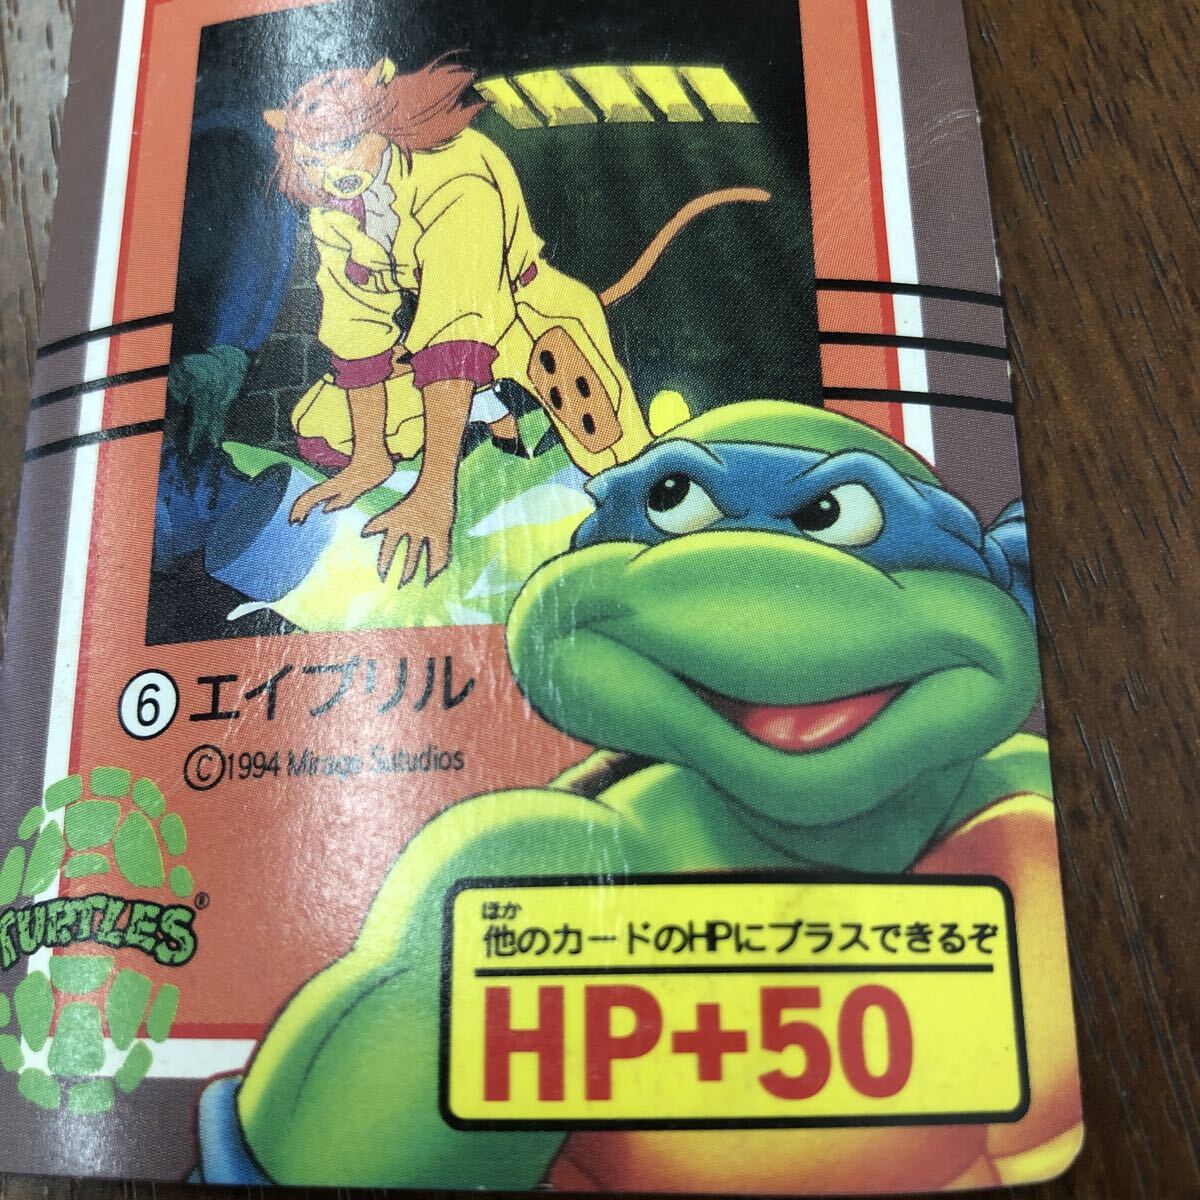 ⑥エイプリル
©1994 Mirage Sutudios
TURTLES®
ほか
他のカードのHPにプラスできるぞ
HP+50